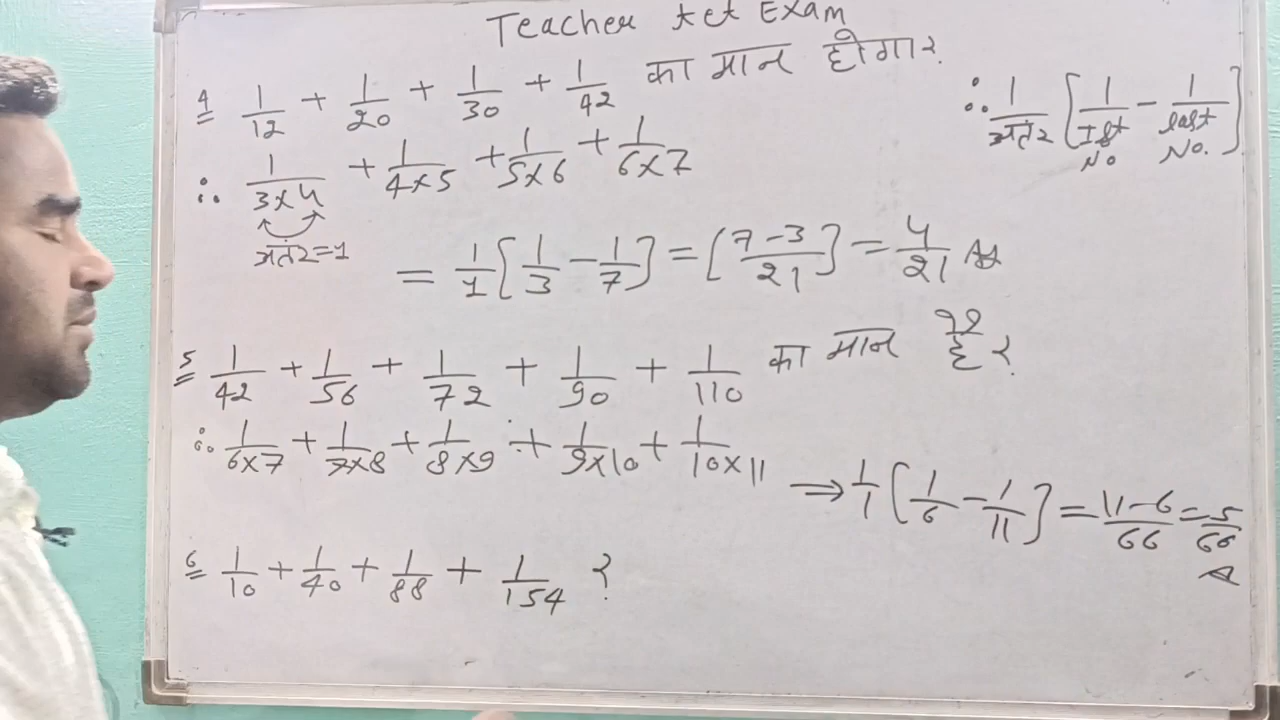 Teacher tet Exam
4 1/12 + 1/20 + 1/30 + 1/42 का मान होगा?
∴ 1/अंतर [1/Ist No - 1/last No.]
∴ 1/3×4 + 1/4×5 + 1/5×6 + 1/6×7
अंतर=1
= 1/1 [1/3 - 1/7] = [7-3/21] = 4/21 Ans
5 1/42 + 1/56 + 1/72 + 1/90 + 1/110 का मान है?
∴ 1/6×7 + 1/7×8 + 1/8×9 + 1/9×10 + 1/10×11
⇒ 1/1 [1/6 - 1/11] = 11-6/66 = 5/66
6 1/10 + 1/40 + 1/88 + 1/154 ?